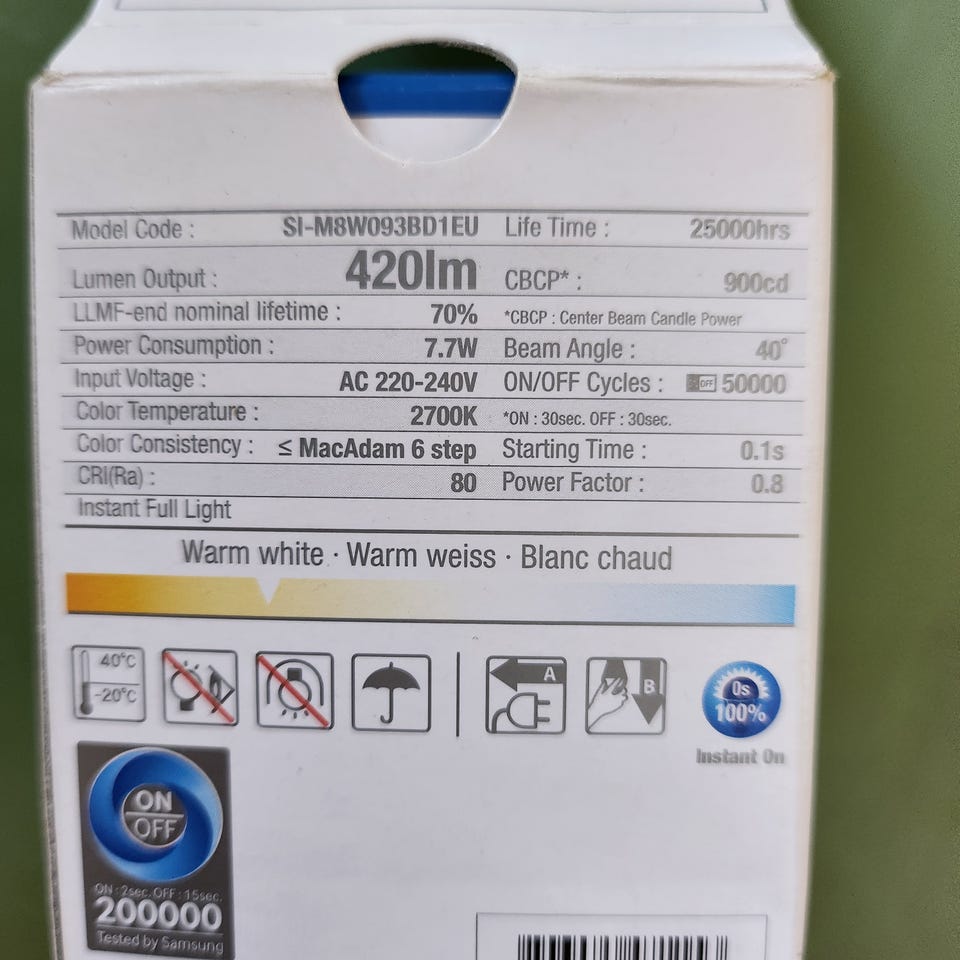 Model Code : SI-M8W093BD1EU Life Time : 25000hrs
Lumen Output : 420lm CBCP* : 900cd
LLMF-end nominal lifetime : 70% *CBCP : Center Beam Candle Power
Power Consumption : 7.7W Beam Angle : 40°
Input Voltage : AC 220-240V ON/OFF Cycles : OFF 50000
Color Temperature : 2700K *ON : 30sec. OFF : 30sec.
Color Consistency : ≤ MacAdam 6 step Starting Time : 0.1s
CRI(Ra) : 80 Power Factor : 0.8
Instant Full Light
Warm white · Warm weiss · Blanc chaud
40°C
-20°C
A
B
0s
100%
Instant On
ON
OFF
ON : 2sec. OFF : 15sec.
200000
Tested by Samsung